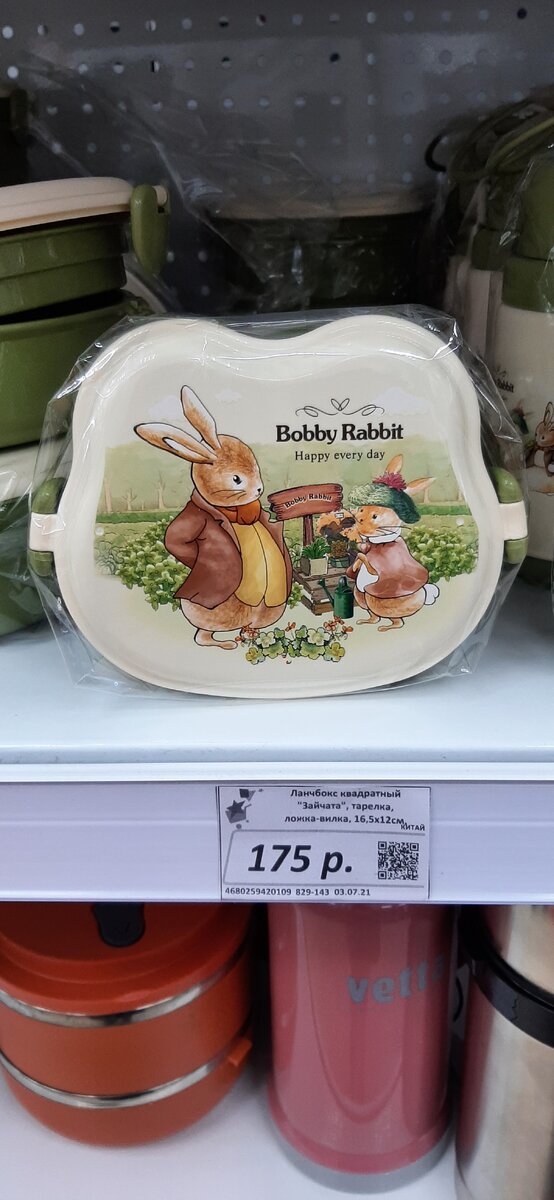 Bobby Rabbit
Happy every day
Bobby Rabbit
Ланчбокс квадратный
"Зайчата", тарелка,
ложка-вилка, 16,5х12см,
КИТАЙ
175 р.
4680259420109 829-143 03.07.21
vetta